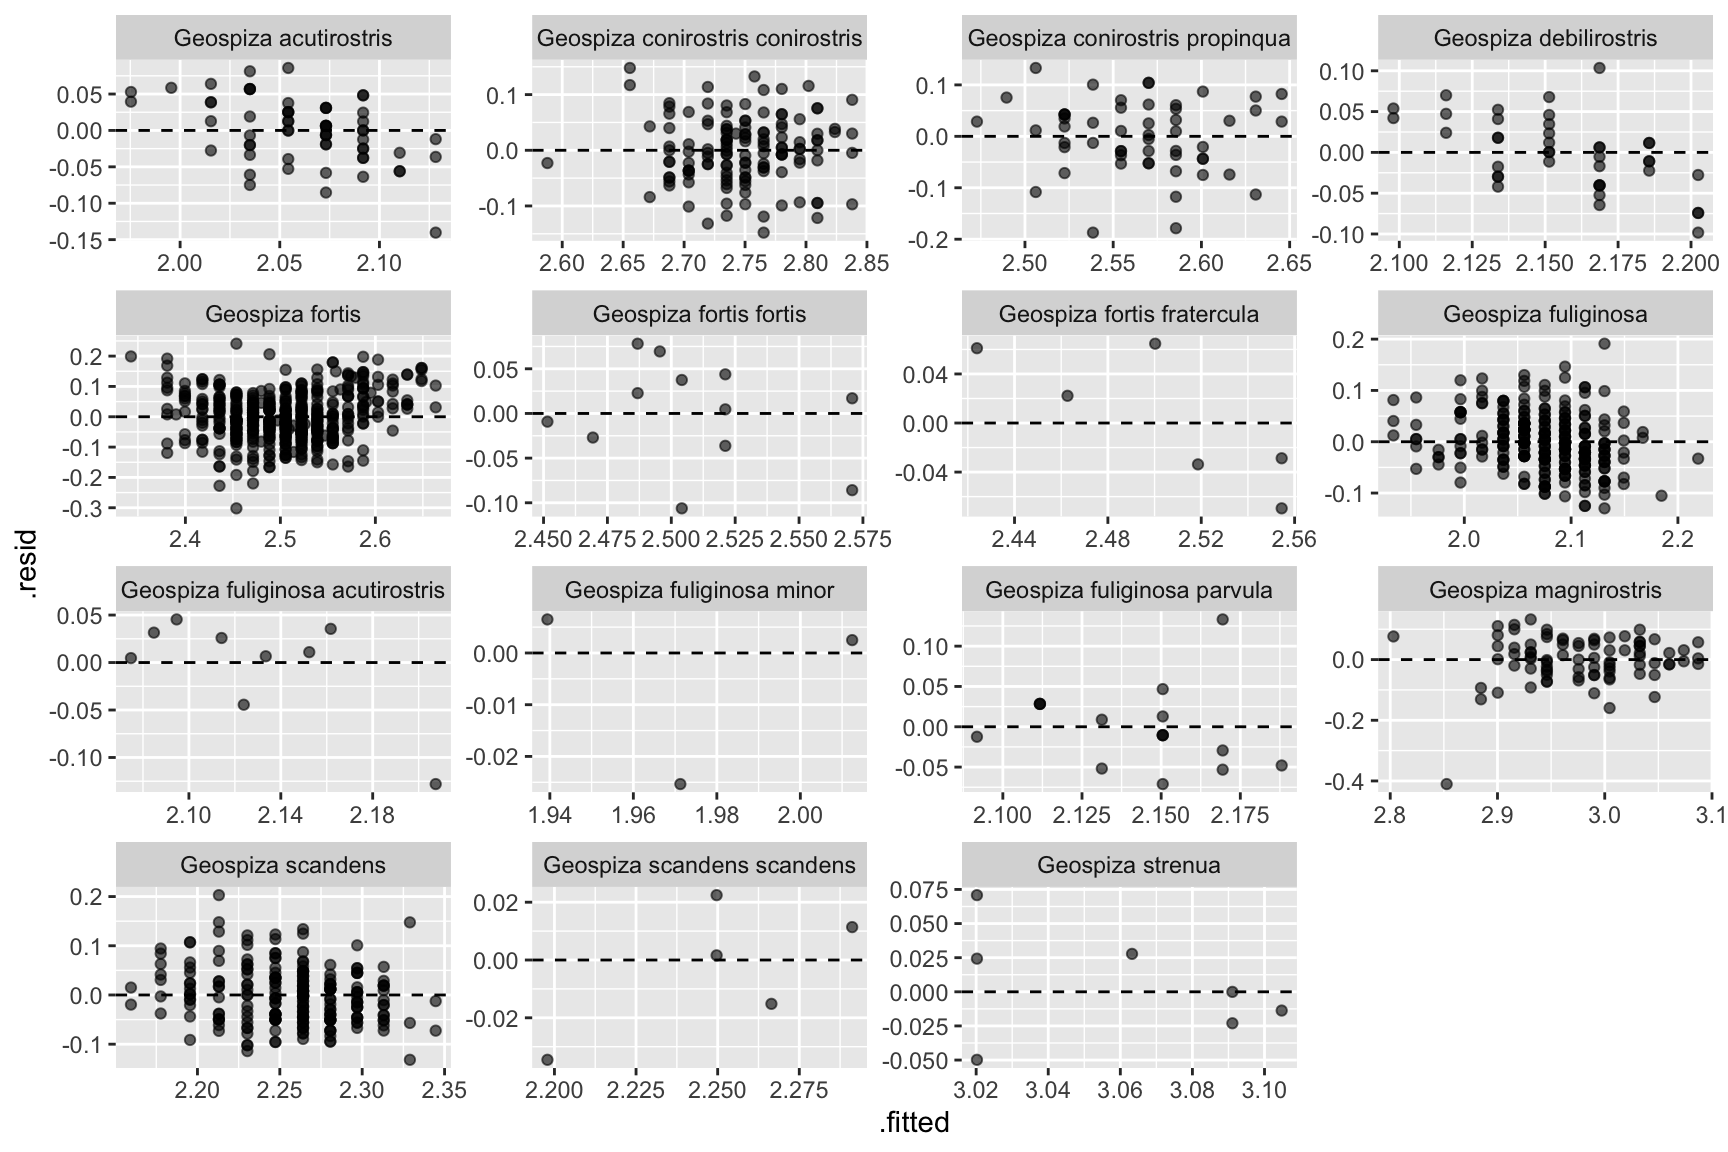 Geospiza acutirostris
Geospiza conirostris conirostris
Geospiza conirostris propinqua
Geospiza debilirostris
0.05
0.00
-0.05
-0.10
-0.15
2.00 2.05 2.10
0.1
0.0
-0.1
2.60 2.65 2.70 2.75 2.80 2.85
0.1
0.0
-0.1
-0.2
2.50 2.55 2.60 2.65
0.10
0.05
0.00
-0.05
-0.10
2.100 2.125 2.150 2.175 2.200
Geospiza fortis
Geospiza fortis fortis
Geospiza fortis fratercula
Geospiza fuliginosa
0.2
0.1
0.0
-0.1
-0.2
-0.3
2.4 2.5 2.6
0.05
0.00
-0.05
-0.10
2.450 2.475 2.500 2.525 2.550 2.575
0.04
0.00
-0.04
2.44 2.48 2.52 2.56
0.2
0.1
0.0
-0.1
2.0 2.1 2.2
.resid
Geospiza fuliginosa acutirostris
Geospiza fuliginosa minor
Geospiza fuliginosa parvula
Geospiza magnirostris
0.05
0.00
-0.05
-0.10
2.10 2.14 2.18
0.00
-0.01
-0.02
1.94 1.96 1.98 2.00
0.10
0.05
0.00
-0.05
2.100 2.125 2.150 2.175
0.0
-0.2
-0.4
2.8 2.9 3.0 3.1
Geospiza scandens
Geospiza scandens scandens
Geospiza strenua
0.2
0.1
0.0
-0.1
2.20 2.25 2.30 2.35
0.02
0.00
-0.02
2.200 2.225 2.250 2.275
0.075
0.050
0.025
0.000
-0.025
-0.050
3.02 3.04 3.06 3.08 3.10
.fitted